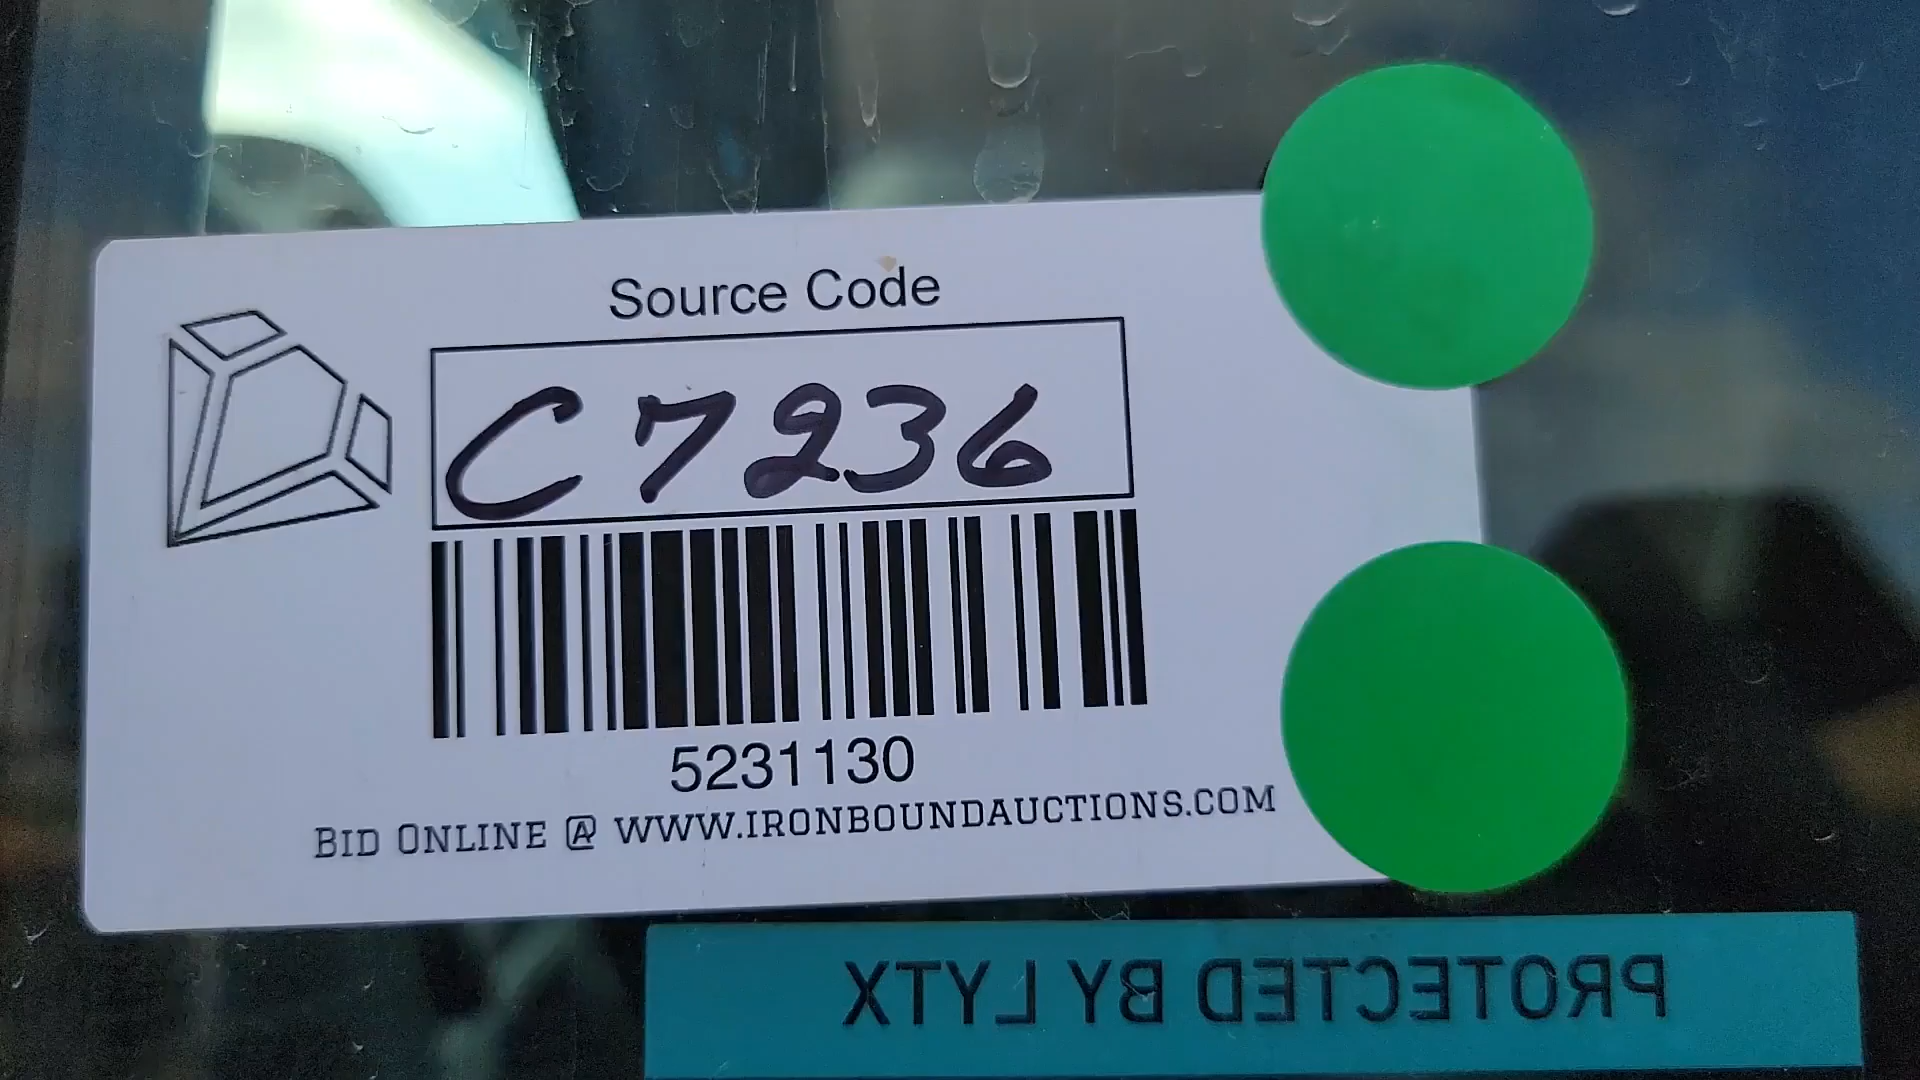 Source Code
C7236
5231130
BID ONLINE @ WWW.IRONBOUNDAUCTIONS.COM
PROTECTED BY LYTX